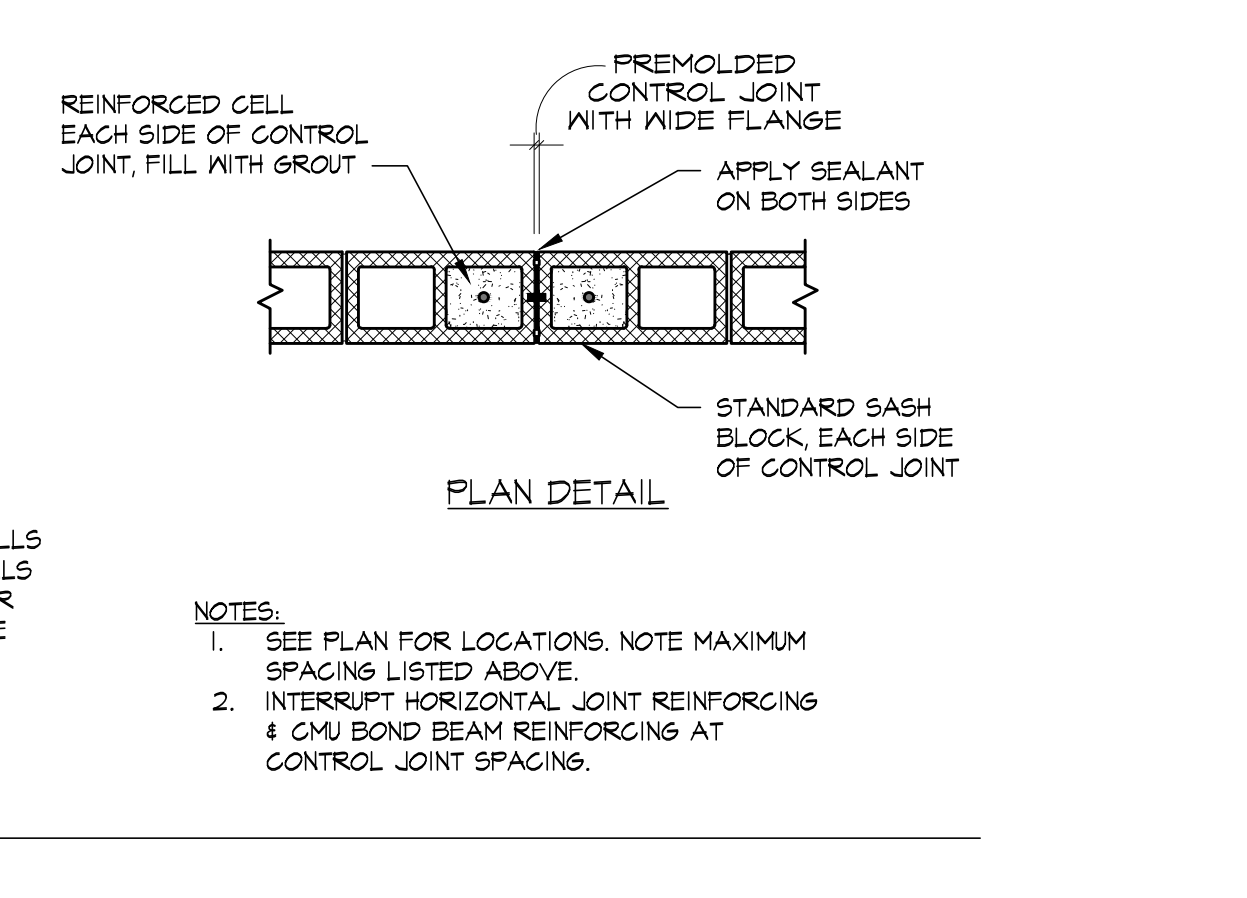 PREMOLDED
CONTROL JOINT
WITH WIDE FLANGE
REINFORCED CELL
EACH SIDE OF CONTROL
JOINT, FILL WITH GROUT
APPLY SEALANT
ON BOTH SIDES
STANDARD SASH
BLOCK, EACH SIDE
OF CONTROL JOINT
PLAN DETAIL
LLS
LS
R
E
NOTES:
1. SEE PLAN FOR LOCATIONS. NOTE MAXIMUM
SPACING LISTED ABOVE.
2. INTERRUPT HORIZONTAL JOINT REINFORCING
& CMU BOND BEAM REINFORCING AT
CONTROL JOINT SPACING.